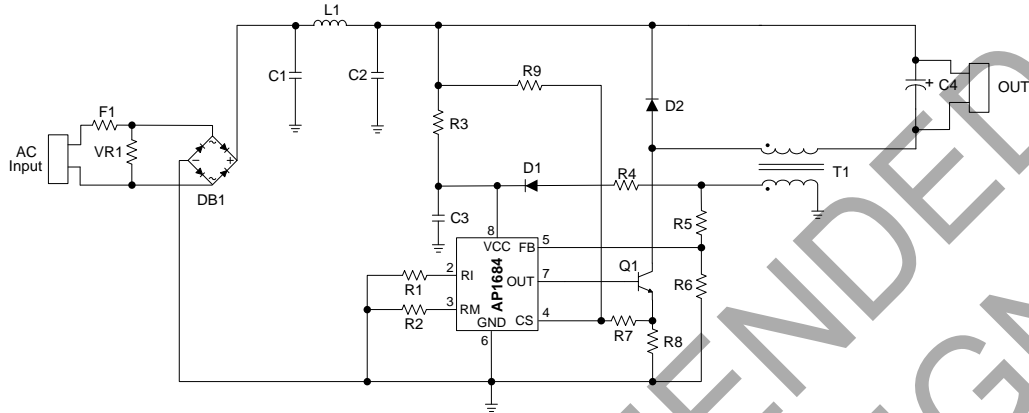 L1
C1
C2
R9
R3
D2
+
C4
OUT
F1
AC
Input
VR1
~
-
+
~
DB1
T1
D1
R4
C3
R5
8
VCC
FB
5
R1
2
RI
AP1684
OUT
7
Q1
R6
R2
3
RM
GND
CS
4
R7
6
R8
ENDED
IGN